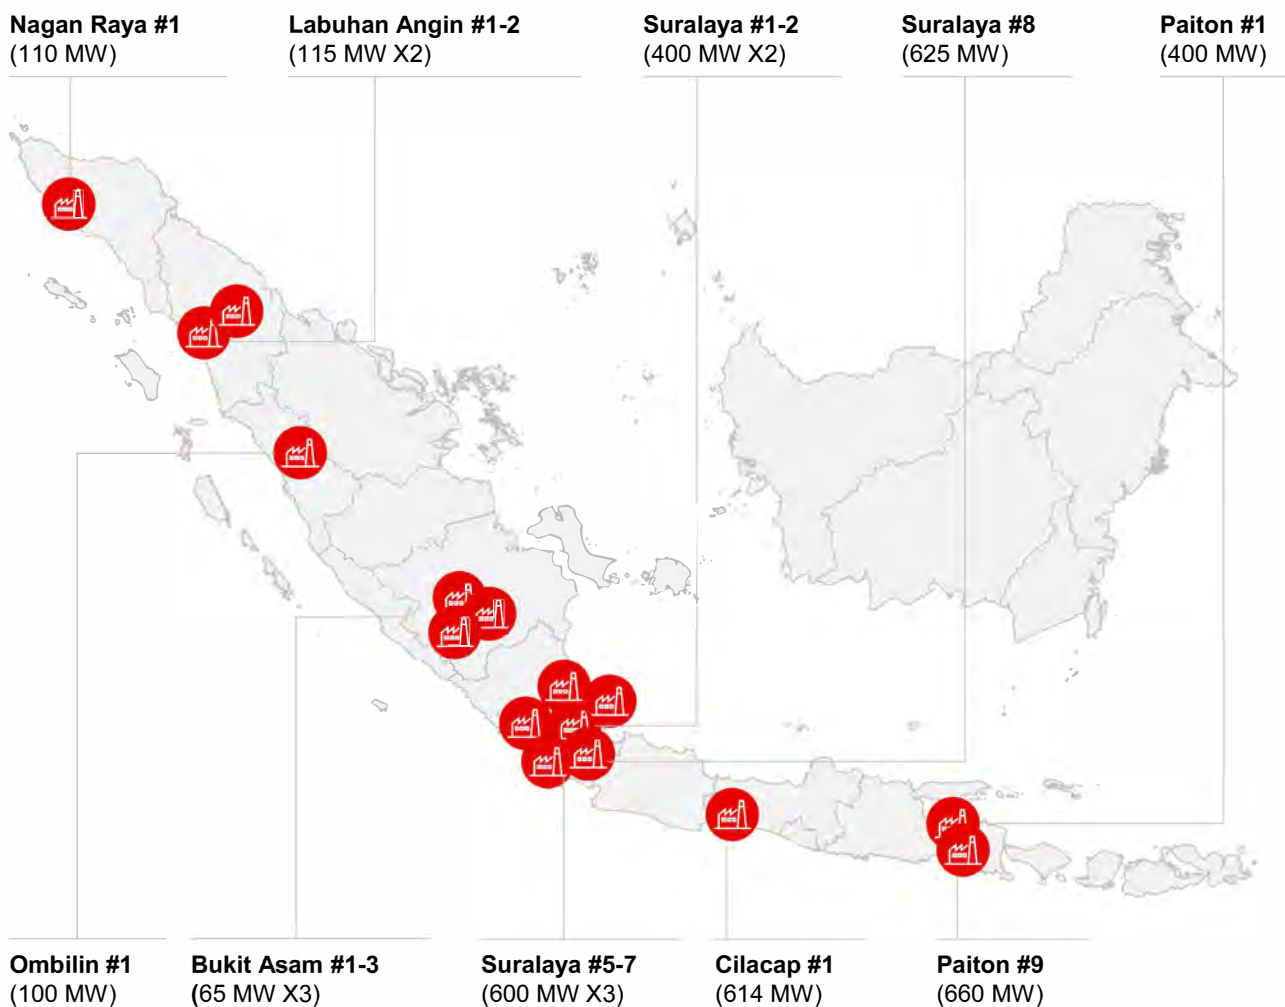 Nagan Raya #1
(110 MW)
Labuhan Angin #1-2
(115 MW X2)
Suralaya #1-2
(400 MW X2)
Suralaya #8
(625 MW)
Paiton #1
(400 MW)
Ombilin #1
(100 MW)
Bukit Asam #1-3
(65 MW X3)
Suralaya #5-7
(600 MW X3)
Cilacap #1
(614 MW)
Paiton #9
(660 MW)